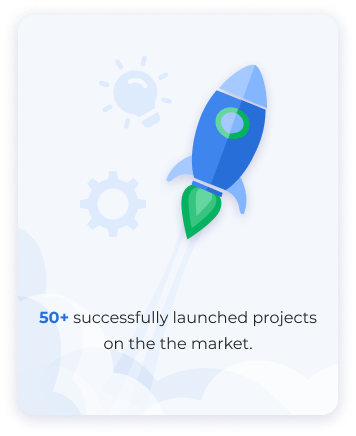 50+ successfully launched projects
on the the market.